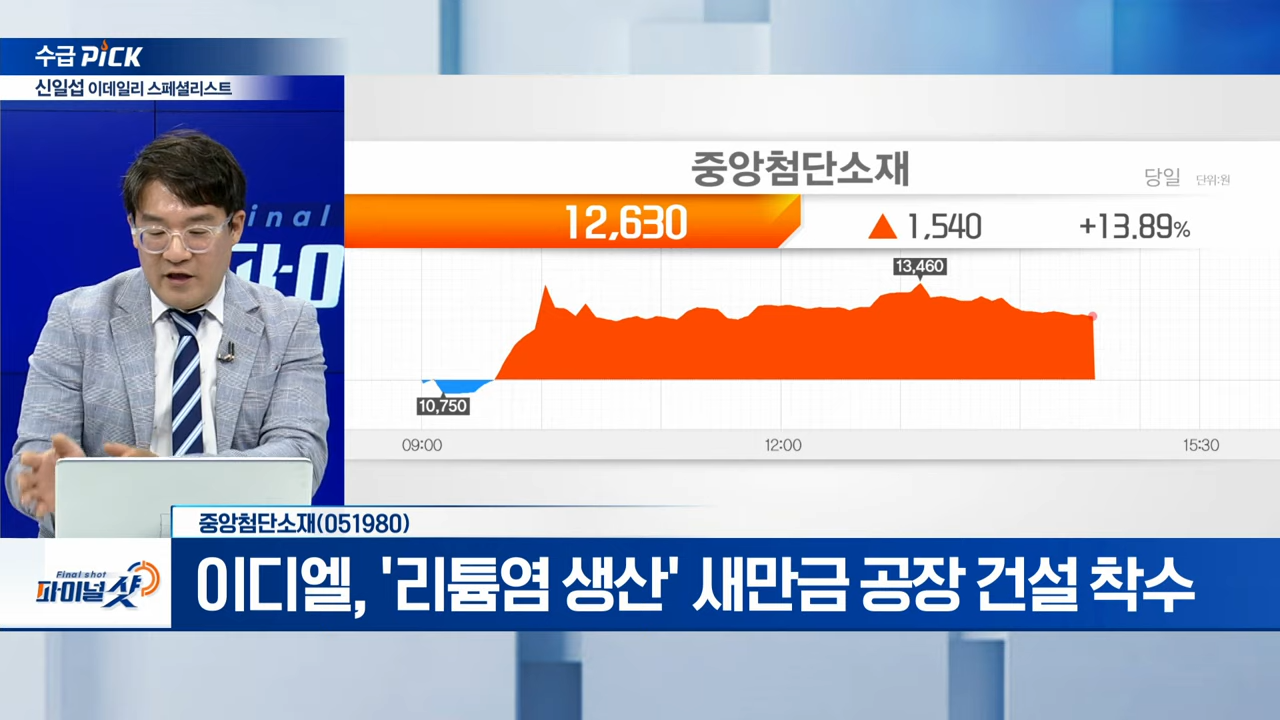 수급 PiCK
신일섭 이데일리 스페셜리스트
Final
파이
중앙첨단소재
당일 단위:원
12,630 ▲ 1,540 +13.89%
13,460
10,750
09:00 12:00 15:30
중앙첨단소재(051980)
Final shot
파이널샷
이디엘, '리튬염 생산' 새만금 공장 건설 착수